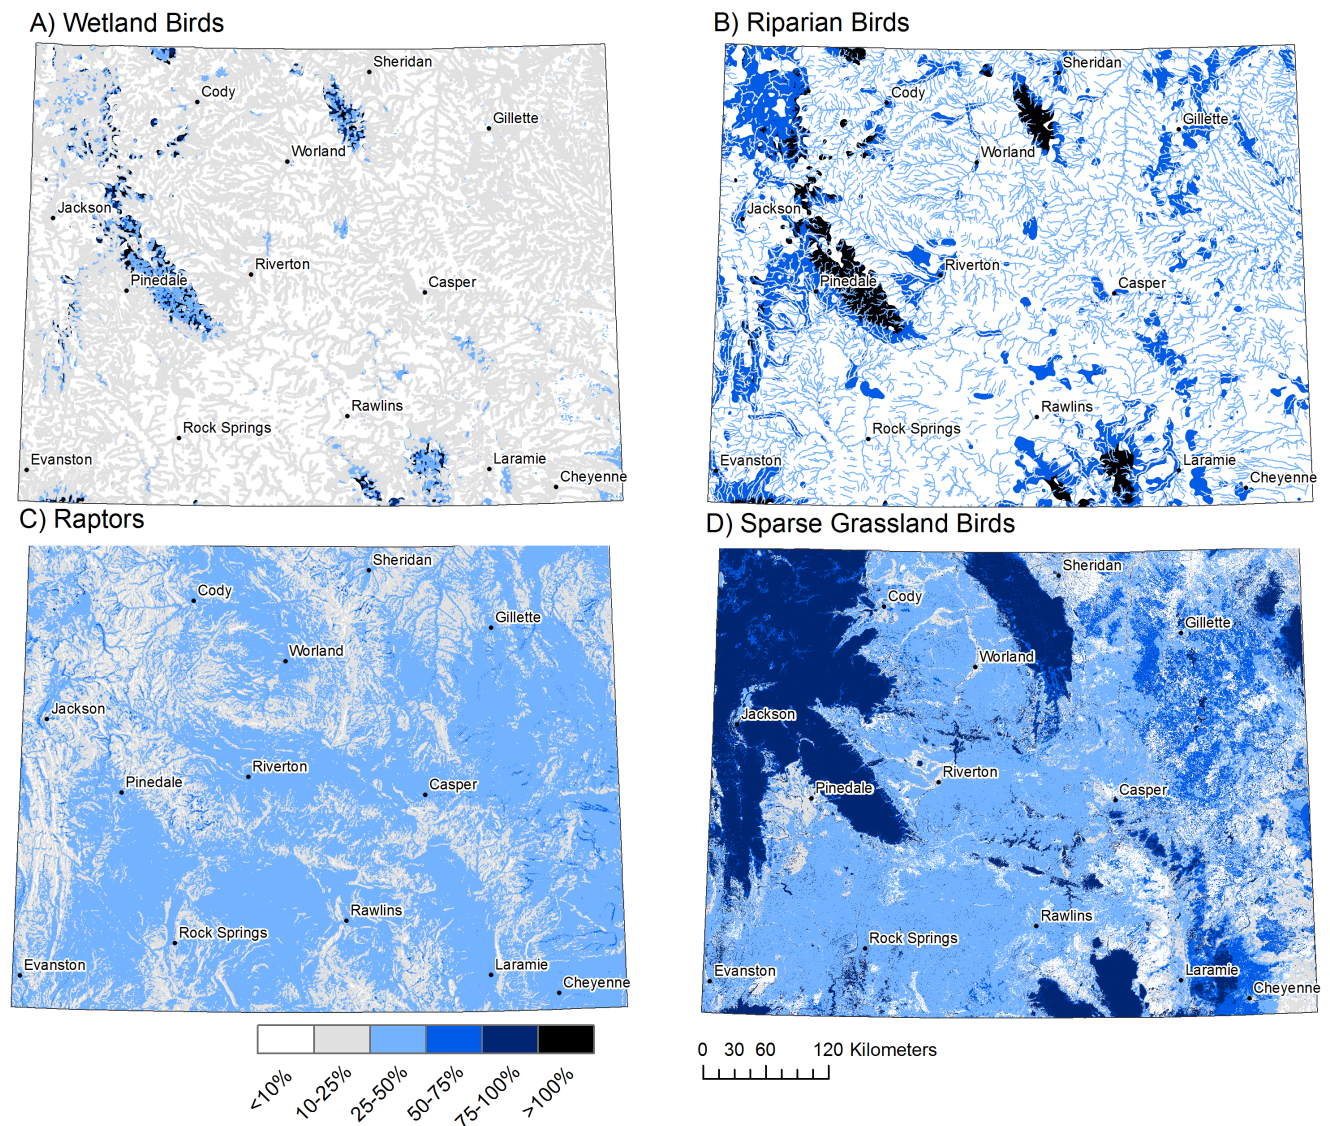 A) Wetland Birds
Sheridan
Cody
Gillette
Worland
Jackson
Riverton
Pinedale
Casper
Rawlins
Rock Springs
Evanston
Laramie
Cheyenne
B) Riparian Birds
Sheridan
Cody
Gillette
Worland
Jackson
Riverton
Pinedale
Casper
Rawlins
Rock Springs
Evanston
Laramie
Cheyenne
C) Raptors
Sheridan
Cody
Gillette
Worland
Jackson
Riverton
Pinedale
Casper
Rawlins
Rock Springs
Evanston
Laramie
Cheyenne
D) Sparse Grassland Birds
Sheridan
Cody
Gillette
Worland
Jackson
Riverton
Pinedale
Casper
Rawlins
Rock Springs
Evanston
Laramie
Cheyenne
<10%
10-25%
25-50%
50-75%
75-100%
>100%
0 30 60 120 Kilometers